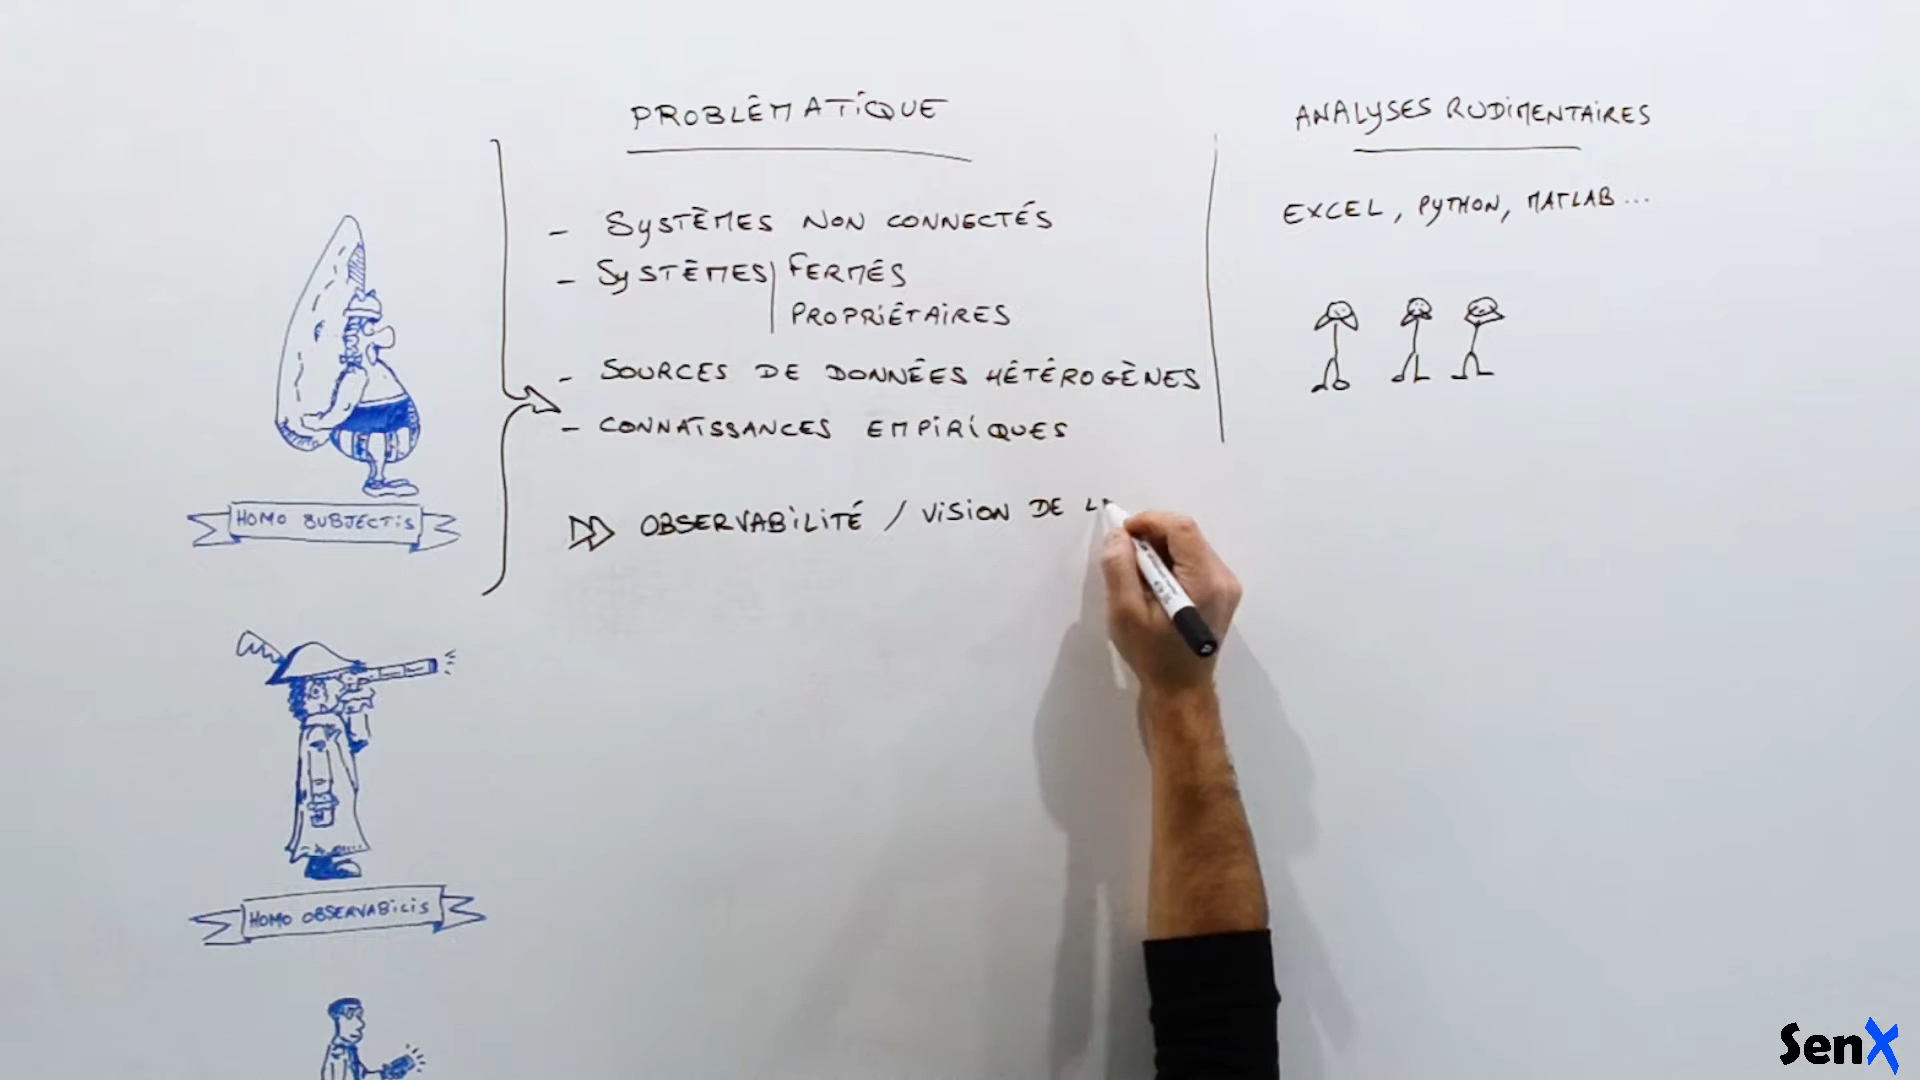 PROBLÉMATIQUE
- SYSTÈMES NON CONNECTÉS
- SYSTÈMES FERMÉS
PROPRIÉTAIRES
- SOURCES DE DONNÉES HÉTÉROGÈNES
- CONNAISSANCES EMPIRIQUES
OBSERVABILITÉ / VISION DE
ANALYSES RUDIMENTAIRES
EXCEL, PYTHON, MATLAB...
HOMO SUBJECTIS
HOMO OBSERVABILIS
SenX